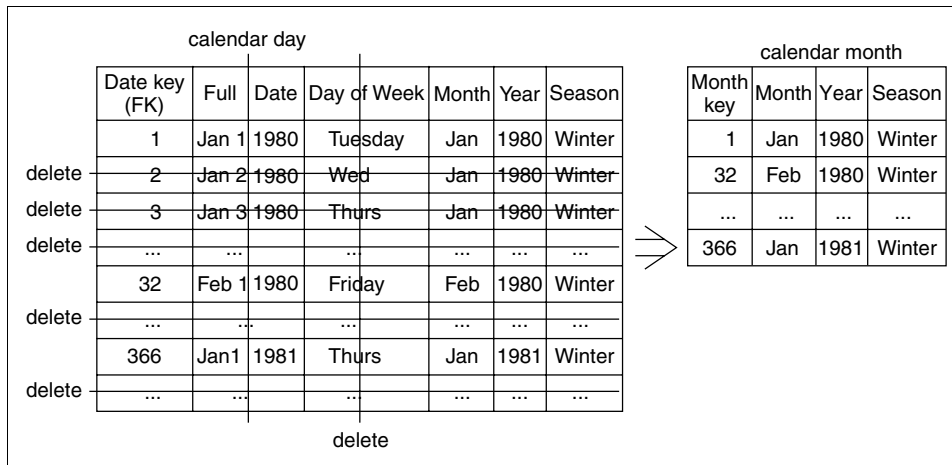 calendar day
Date key (FK) Full Date Day of Week Month Year Season
1 Jan 1 1980 Tuesday Jan 1980 Winter
delete 2 Jan 2 1980 Wed Jan 1980 Winter
delete 3 Jan 3 1980 Thurs Jan 1980 Winter
delete ... ... ... ... ... ...
32 Feb 1 1980 Friday Feb 1980 Winter
delete ... ... ... ... ... ...
366 Jan1 1981 Thurs Jan 1981 Winter
delete ... ... ... ... ... ...
delete
calendar month
Month key Month Year Season
1 Jan 1980 Winter
32 Feb 1980 Winter
... ... ... ...
366 Jan 1981 Winter